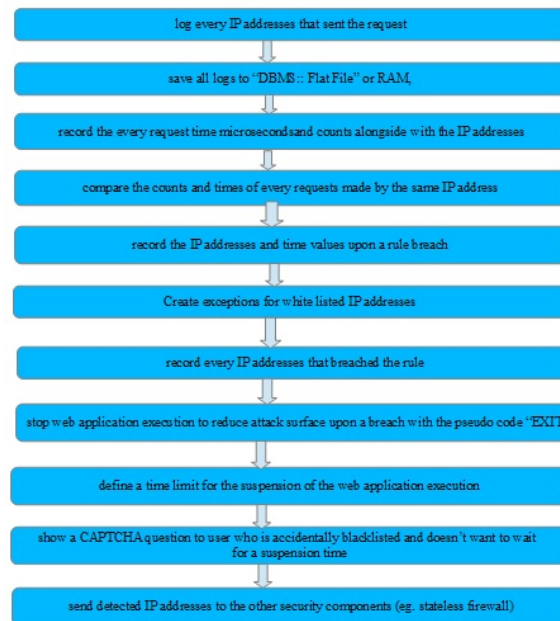 log every IP addresses that sent the request
save all logs to “DBMS:: Flat File” or RAM,
record the every request time microsecondsand counts alongside with the IP addresses
compare the counts and times of every requests made by the same IP address
record the IP addresses and time values upon a rule breach
Create exceptions for white listed IP addresses
record every IP addresses that breached the rule
stop web application execution to reduce attack surface upon a breach with the pseudo code “EXIT
define a time limit for the suspension of the web application execution
show a CAPTCHA question to user who is accidentally blacklisted and doesn’t want to wait
for a suspension time
send detected IP addresses to the other security components (eg. stateless firewall)